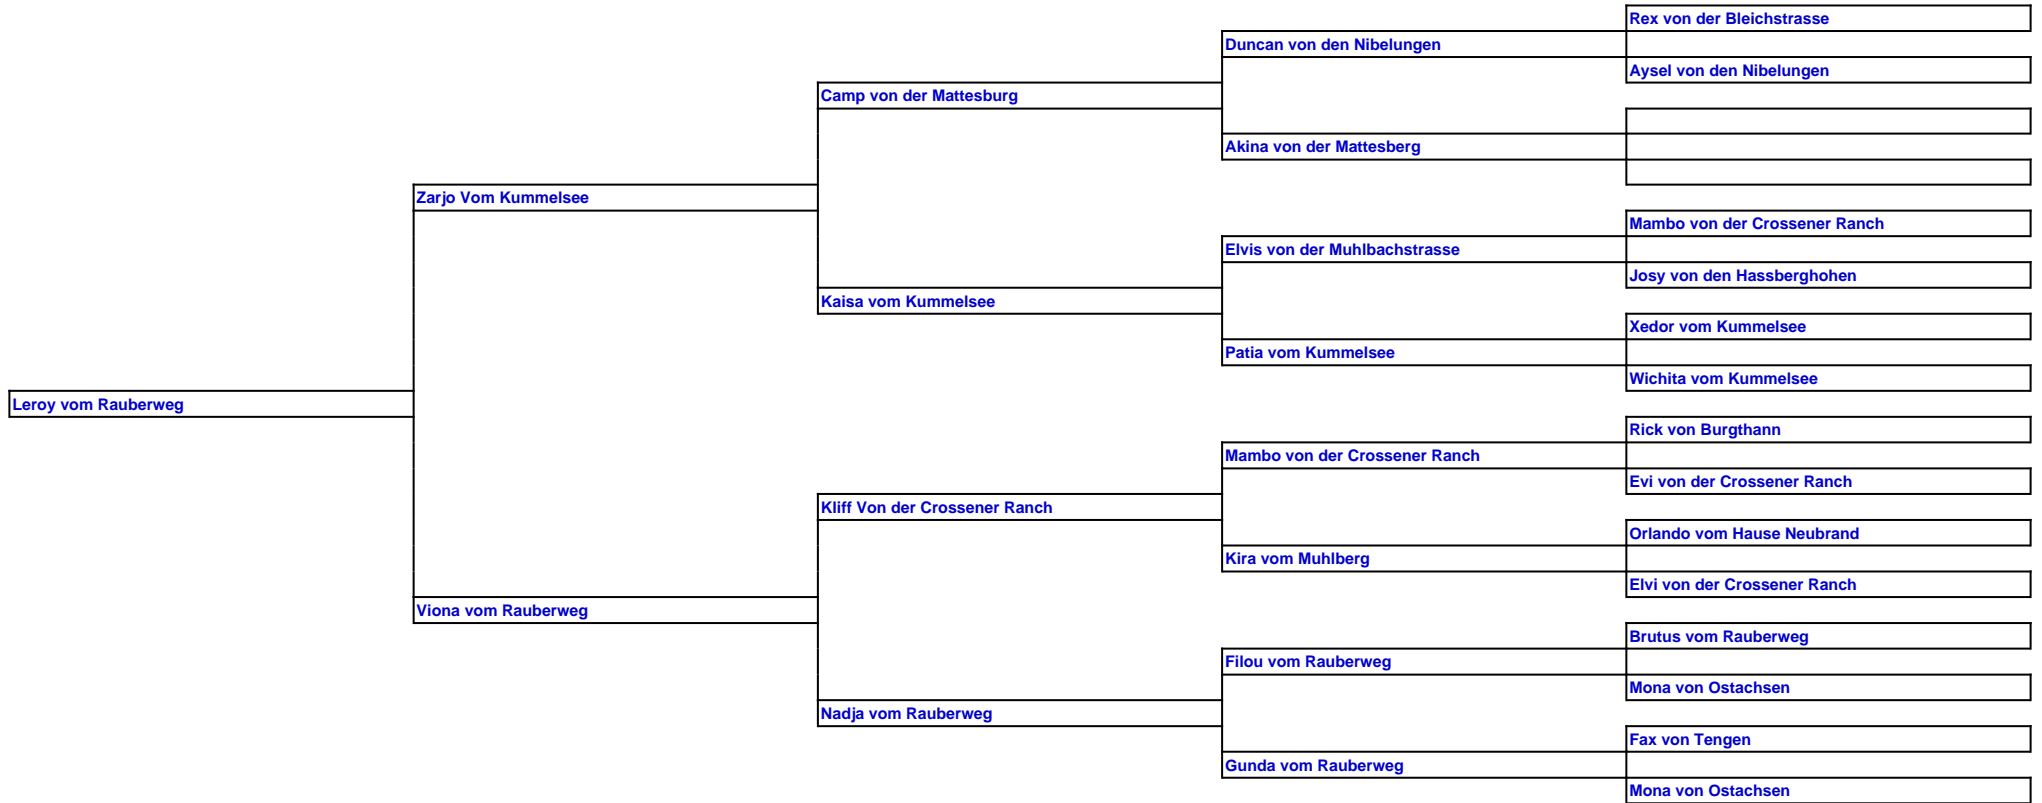 Rex von der Bleichstrasse
Duncan von den Nibelungen
Aysel von den Nibelungen
Camp von der Mattesburg
Akina von der Mattesberg
Zarjo Vom Kummelsee
Mambo von der Crossener Ranch
Elvis von der Muhlbachstrasse
Josy von den Hassberghohen
Kaisa vom Kummelsee
Xedor vom Kummelsee
Patia vom Kummelsee
Wichita vom Kummelsee
Leroy vom Rauberweg
Rick von Burgthann
Mambo von der Crossener Ranch
Evi von der Crossener Ranch
Kliff Von der Crossener Ranch
Orlando vom Hause Neubrand
Kira vom Muhlberg
Elvi von der Crossener Ranch
Viona vom Rauberweg
Brutus vom Rauberweg
Filou vom Rauberweg
Mona von Ostachsen
Nadja vom Rauberweg
Fax von Tengen
Gunda vom Rauberweg
Mona von Ostachsen